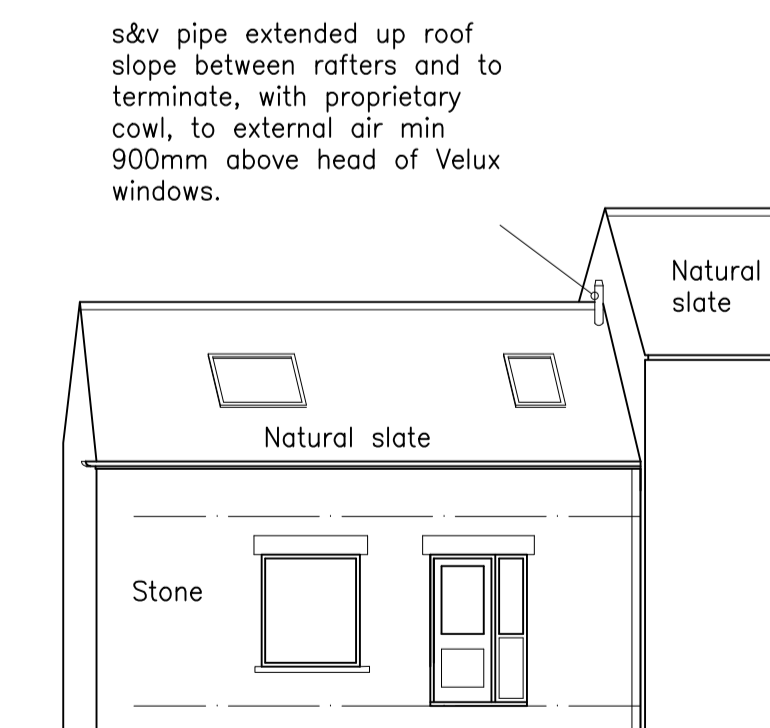 s&v pipe extended up roof
slope between rafters and to
terminate, with proprietary
cowl, to external air min
900mm above head of Velux
windows.
Natural
slate
Natural slate
Stone